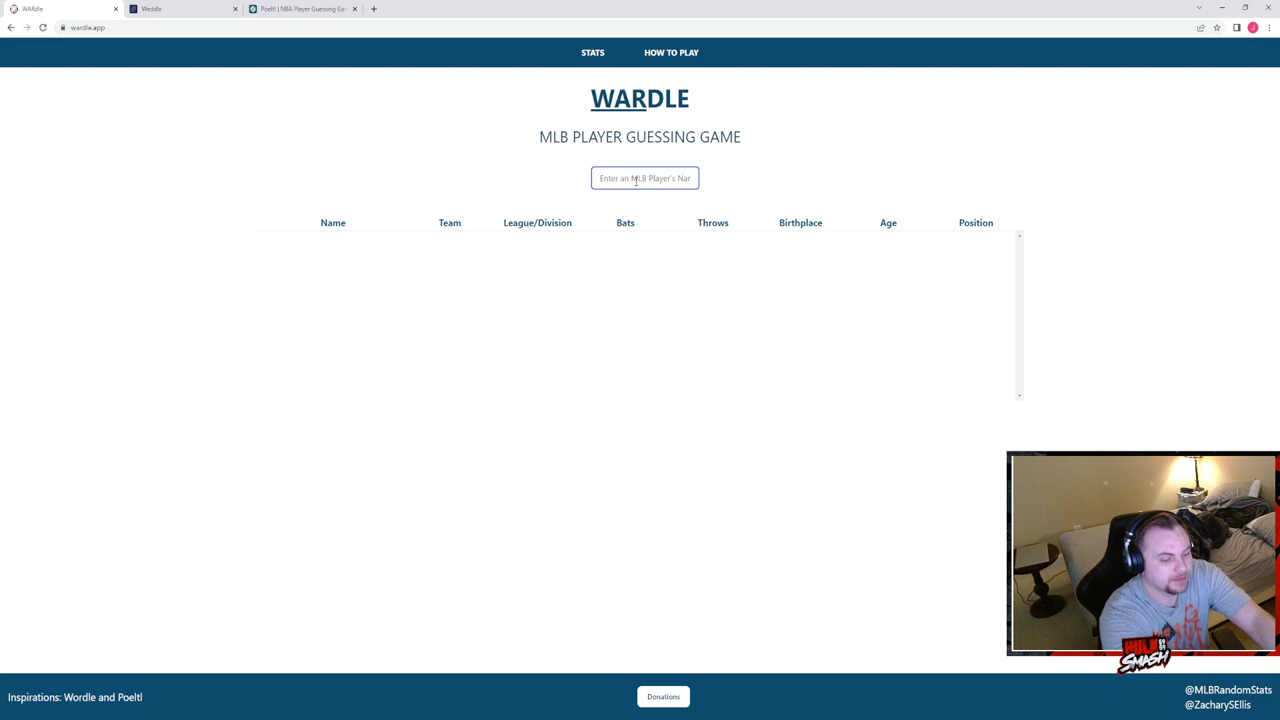 WARdle
Weddle
Poeltl | NBA Player Guessing Ga
wardle.app
J
STATS
HOW TO PLAY
WARDLE
MLB PLAYER GUESSING GAME
Enter an MLB Player's Nar
Name Team League/Division Bats Throws Birthplace Age Position
HULK
SMASH
Inspirations: Wordle and Poeltl
Donations
@MLBRandomStats
@ZacharySEllis